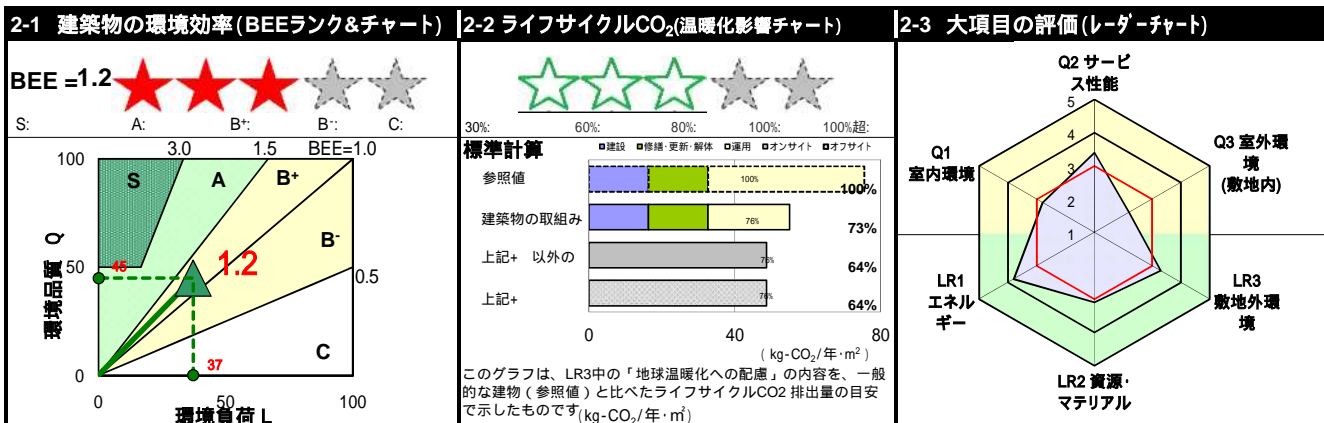 2-1 建築物の環境効率(BEEランク&チャート)
BEE =1.2
S: A: B+: B-: C:
3.0 1.5 BEE=1.0
100
S A B+
B-
50
45
1.2
0.5
C
37
0
0 50 100
環境品質 Q
環境負荷 L
2-2 ライフサイクルCO2(温暖化影響チャート)
30%: 60%: 80%: 100%: 100%超:
標準計算
■建設 ■修繕・更新・解体 □運用 ■オンサイト ■オフサイト
参照値 100% 100%
建築物の取組み 76% 73%
上記+ 以外の 76% 64%
上記+ 76% 64%
0 40 80
( kg-CO2/年・m2 )
このグラフは、LR3中の「地球温暖化への配慮」の内容を、一般
的な建物(参照値)と比べたライフサイクルCO2 排出量の目安
で示したものです(kg-CO2/年・㎡)
2-3 大項目の評価(レーダーチャート)
Q2 サービ
ス性能
5
4
3
2
1
Q1
室内環境
Q3 室外環
境
(敷地内)
LR1
エネル
ギー
LR3
敷地外環
境
LR2 資源・
マテリアル